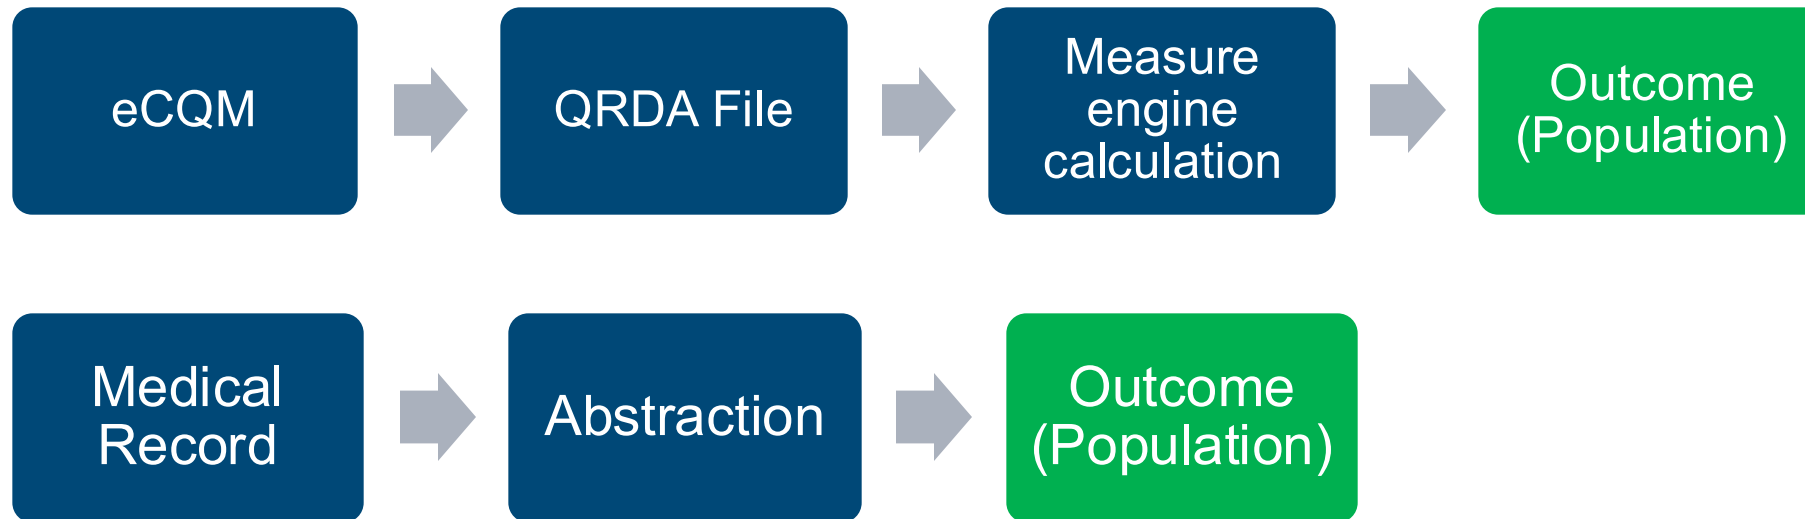 eCQM
QRDA File
Measure
engine
calculation
Outcome
(Population)
Medical
Record
Abstraction
Outcome
(Population)